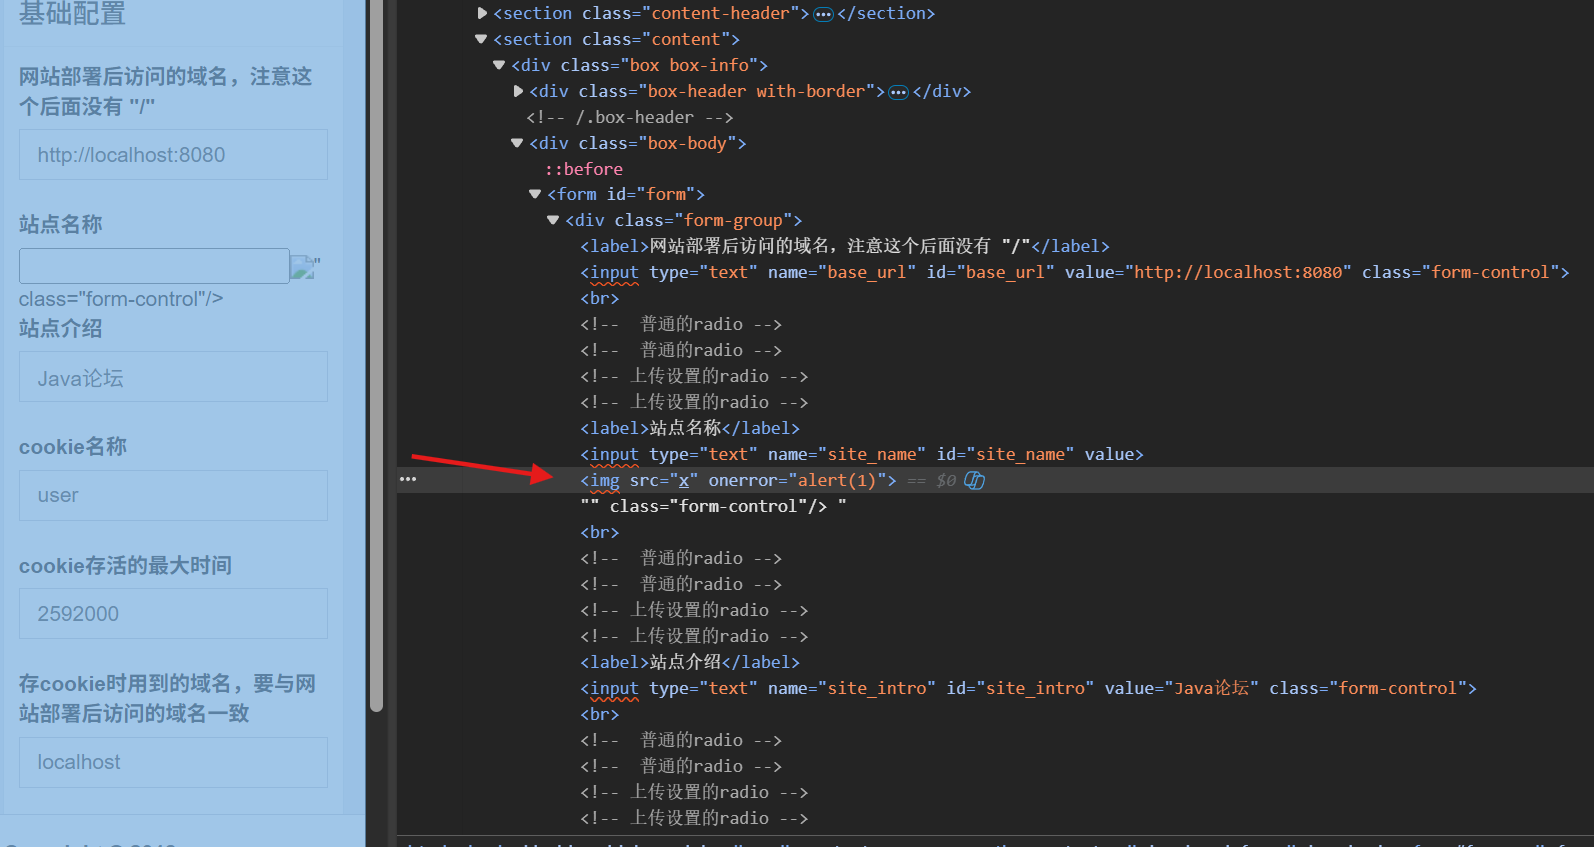 基础配置
网站部署后访问的域名，注意这
个后面没有 "/"
http://localhost:8080
站点名称
"
class="form-control"/>
站点介绍
Java论坛
cookie名称
user
cookie存活的最大时间
2592000
存cookie时用到的域名，要与网
站部署后访问的域名一致
localhost
<section class="content-header">…</section>
<section class="content">
<div class="box box-info">
<div class="box-header with-border">…</div>
<!-- /.box-header -->
<div class="box-body">
::before
<form id="form">
<div class="form-group">
<label>网站部署后访问的域名，注意这个后面没有 "/"</label>
<input type="text" name="base_url" id="base_url" value="http://localhost:8080" class="form-control">
<br>
<!--  普通的radio -->
<!--  普通的radio -->
<!-- 上传设置的radio -->
<!-- 上传设置的radio -->
<label>站点名称</label>
<input type="text" name="site_name" id="site_name" value>
<img src="x" onerror="alert(1)"> == $0
"" class="form-control"/> "
<br>
<!--  普通的radio -->
<!--  普通的radio -->
<!-- 上传设置的radio -->
<!-- 上传设置的radio -->
<label>站点介绍</label>
<input type="text" name="site_intro" id="site_intro" value="Java论坛" class="form-control">
<br>
<!--  普通的radio -->
<!--  普通的radio -->
<!-- 上传设置的radio -->
<!-- 上传设置的radio -->